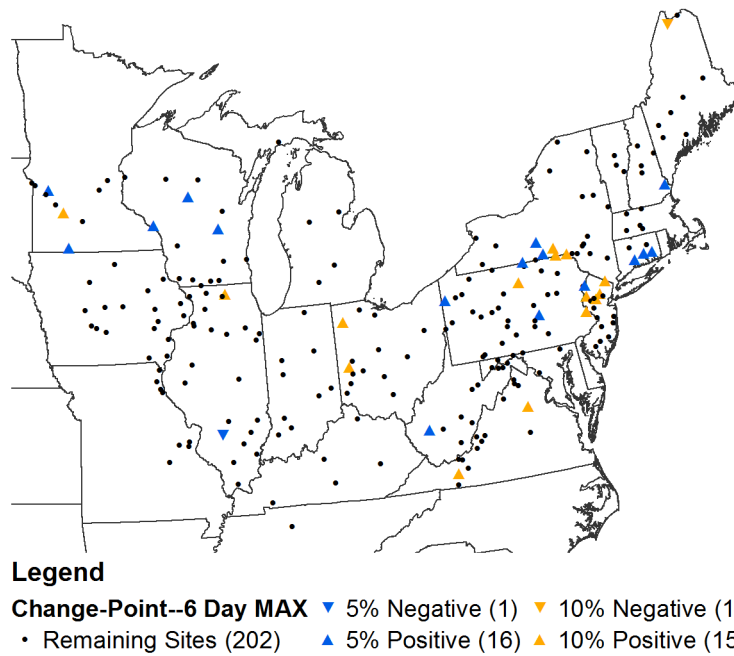 Legend
Change-Point--6 Day MAX ▼ 5% Negative (1) ▼ 10% Negative (1
• Remaining Sites (202) ▲ 5% Positive (16) ▲ 10% Positive (15